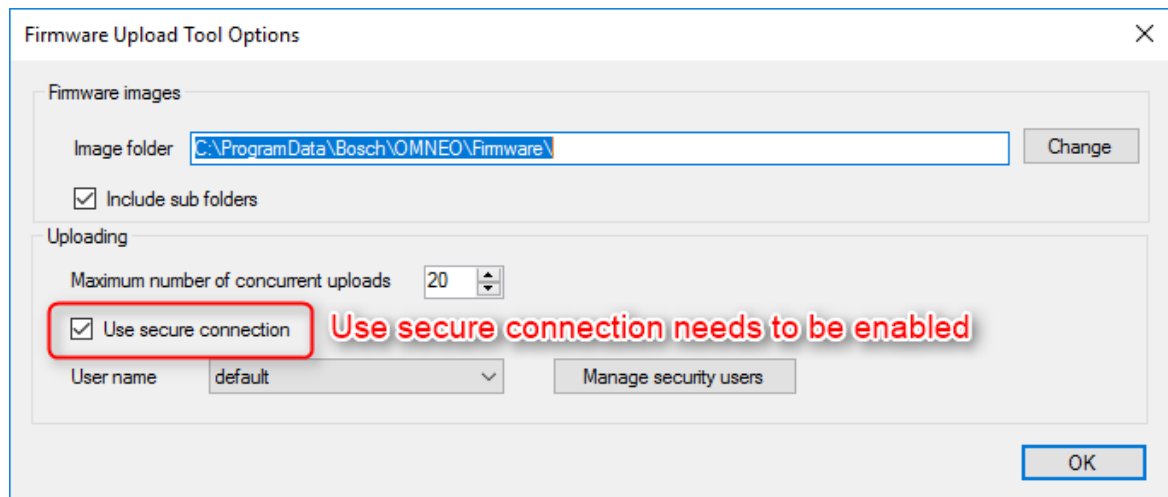 Firmware Upload Tool Options
Firmware images
Image folder C:\ProgramData\Bosch\OMNEO\Firmware\ Change
Include sub folders
Uploading
Maximum number of concurrent uploads 20
Use secure connection Use secure connection needs to be enabled
User name default Manage security users
OK